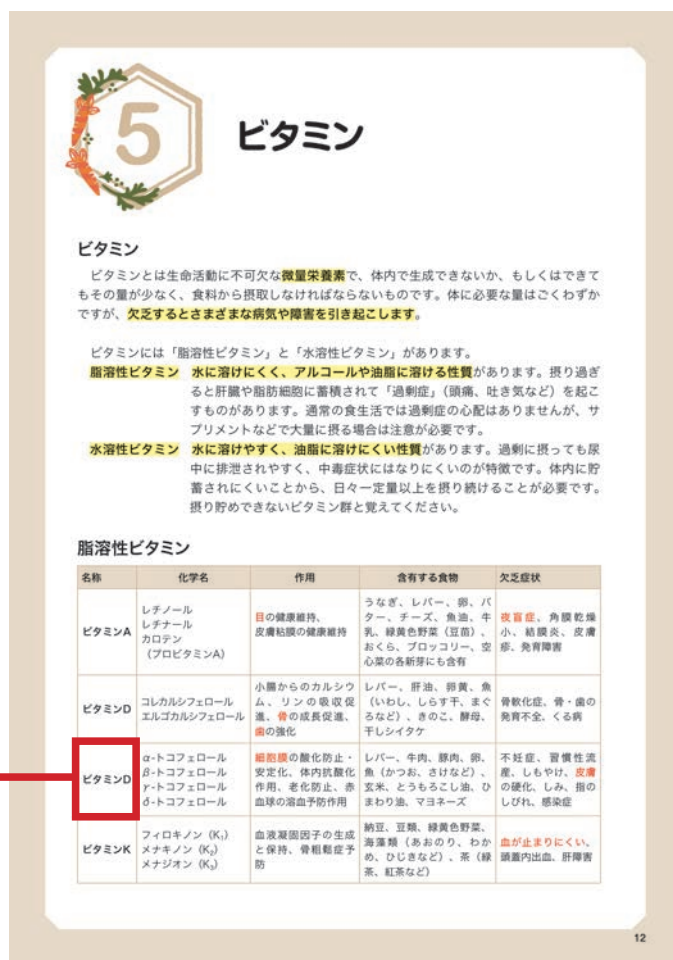 5
ビタミン
ビタミン
ビタミンとは生命活動に不可欠な微量栄養素で、体内で生成できないか、もしくはできて
もその量が少なく、食料から摂取しなければならないものです。体に必要な量はごくわずか
ですが、欠乏するとさまざまな病気や障害を引き起こします。
ビタミンには「脂溶性ビタミン」と「水溶性ビタミン」があります。
脂溶性ビタミン 水に溶けにくく、アルコールや油脂に溶ける性質があります。摂り過ぎ
ると肝臓や脂肪細胞に蓄積されて「過剰症」(頭痛、吐き気など)を起こ
すものがあります。通常の食生活では過剰症の心配はありませんが、サ
プリメントなどで大量に摂る場合は注意が必要です。
水溶性ビタミン 水に溶けやすく、油脂に溶けにくい性質があります。過剰に摂っても尿
中に排泄されやすく、中毒症状にはなりにくいのが特徴です。体内に貯
蓄されにくいことから、日々一定量以上を摂り続けることが必要です。
摂り貯めできないビタミン群と覚えてください。
脂溶性ビタミン
名称 化学名 作用 含有する食物 欠乏症状
ビタミンA
レチノール
レチナール
カロテン
(プロビタミンA)
目の健康維持、
皮膚粘膜の健康維持
うなぎ、レバー、卵、バ
ター、チーズ、魚油、牛
乳、緑黄色野菜(豆苗)、
おくら、ブロッコリー、空
心菜の各新芽にも含有
夜盲症、角膜乾燥
小、結膜炎、皮膚
疹、発育障害
ビタミンD
コレカルシフェロール
エルゴカルシフェロール
小腸からのカルシウ
ム、リンの吸収促
進、骨の成長促進、
歯の強化
レバー、肝油、卵黄、魚
(いわし、しらす干、まぐ
ろなど)、きのこ、酵母、
干しシイタケ
骨軟化症、骨・歯の
発育不全、くる病
ビタミンD
α-トコフェロール
β-トコフェロール
γ-トコフェロール
δ-トコフェロール
細胞膜の酸化防止・
安定化、体内抗酸化
作用、老化防止、赤
血球の溶血予防作用
レバー、牛肉、豚肉、卵、
魚(かつお、さけなど)、
玄米、とうもろこし油、ひ
まわり油、マヨネーズ
不妊症、習慣性流
産、しもやけ、皮膚
の硬化、しみ、指の
しびれ、感染症
ビタミンK
フィロキノン(K₁)
メナキノン(K₂)
メナジオン(K₃)
血液凝固因子の生成
と保持、骨粗鬆症予
防
納豆、豆類、緑黄色野菜、
海藻類(あおのり、わか
め、ひじきなど)、茶(緑
茶、紅茶など)
血が止まりにくい、
頭蓋内出血、肝障害
12